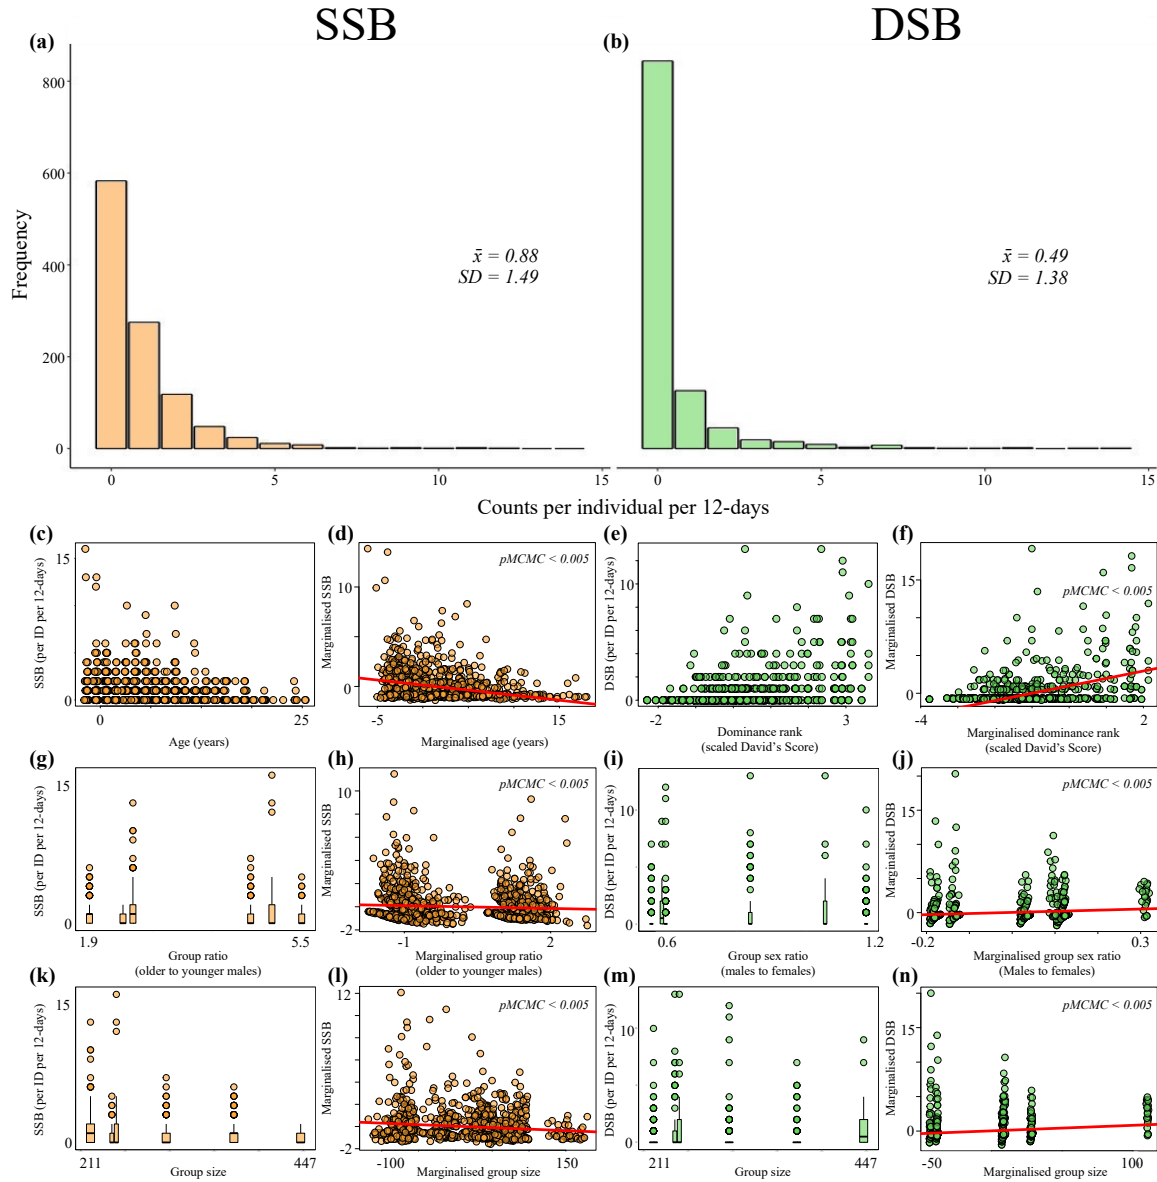 SSB
DSB
(a)
(b)
800
600
400
200
0
Frequency
x̄ = 0.88
SD = 1.49
x̄ = 0.49
SD = 1.38
0
5
10
15
0
5
10
15
Counts per individual per 12-days
(c)
(d)
(e)
(f)
SSB (per ID per 12-days)
15
0
0
25
Age (years)
Marginalised SSB
10
0
pMCMC < 0.005
-5
15
Marginalised age (years)
DSB (per ID per 12-days)
10
0
-2
3
Dominance rank
(scaled David's Score)
Marginalised DSB
15
0
pMCMC < 0.005
-4
2
Marginalised dominance rank
(scaled David's Score)
(g)
(h)
(i)
(j)
SSB (per ID per 12-days)
15
0
1.9
5.5
Group ratio
(older to younger males)
Marginalised SSB
10
-2
pMCMC < 0.005
-1
2
Marginalised group ratio
(older to younger males)
DSB (per ID per 12-days)
10
0
0.6
1.2
Group sex ratio
(males to females)
Marginalised DSB
15
0
pMCMC < 0.005
-0.2
0.3
Marginalised group sex ratio
(Males to females)
(k)
(l)
(m)
(n)
SSB (per ID per 12-days)
15
0
211
447
Group size
Marginalised SSB
12
-2
pMCMC < 0.005
-100
150
Marginalised group size
DSB (per ID per 12-days)
10
0
211
447
Group size
Marginalised DSB
15
0
pMCMC < 0.005
-50
100
Marginalised group size